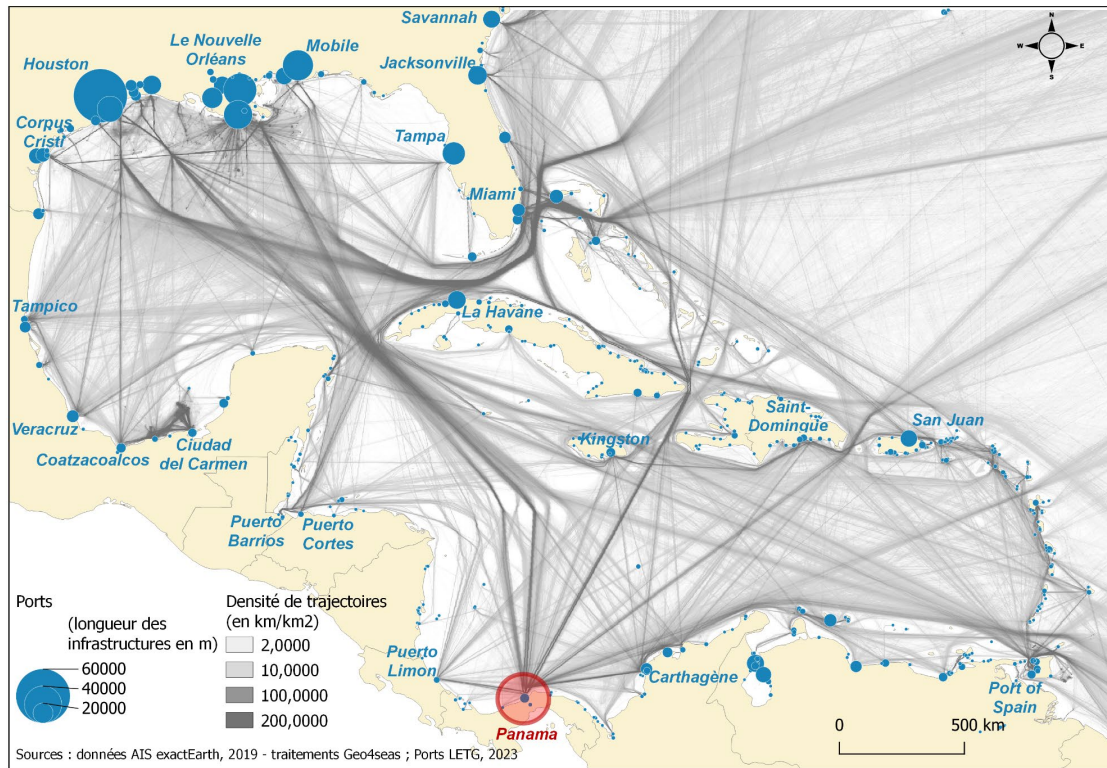 Savannah
N
W
E
S
Le Nouvelle
Orléans
Mobile
Houston
Jacksonville
Corpus
Cristi
Tampa
Miami
Tampico
La Havane
Veracruz
Ciudad
del Carmen
Coatzacoalcos
Kingston
Saint-
Domingue
San Juan
Puerto
Barrios
Puerto
Cortes
Ports
(longueur des
infrastructures en m)
60000
40000
20000
Densité de trajectoires
(en km/km2)
2,0000
10,0000
100,0000
200,0000
Puerto
Limon
Carthagène
Port of
Spain
Panama
0
500 km
Sources : données AIS exactEarth, 2019 - traitements Geo4seas ; Ports LETG, 2023